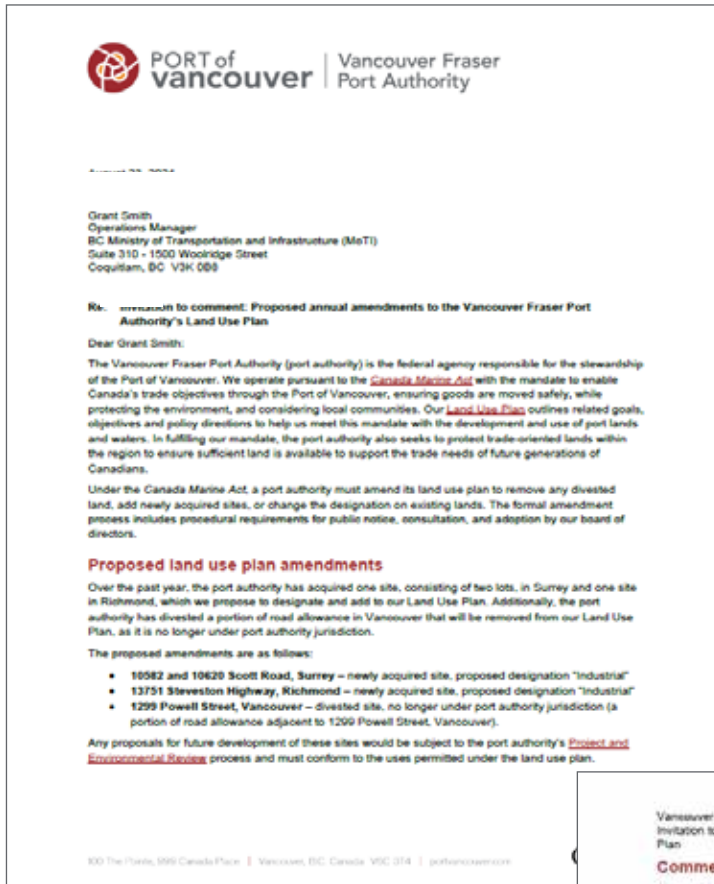 PORT of
vancouver
Vancouver Fraser
Port Authority
Grant Smith
Operations Manager
BC Ministry of Transportation and Infrastructure (MoTI)
Suite 310 - 1500 Woolridge Street
Coquitlam, BC V3K 0B8
Invitation to comment: Proposed annual amendments to the Vancouver Fraser Port
Authority's Land Use Plan
Dear Grant Smith:
The Vancouver Fraser Port Authority (port authority) is the federal agency responsible for the stewardship
of the Port of Vancouver. We operate pursuant to the Canada Marine Act with the mandate to enable
Canada's trade objectives through the Port of Vancouver, ensuring goods are moved safely, while
protecting the environment, and considering local communities. Our Land Use Plan outlines related goals,
objectives and policy directions to help us meet this mandate with the development and use of port lands
and waters. In fulfilling our mandate, the port authority also seeks to protect trade-oriented lands within
the region to ensure sufficient land is available to support the trade needs of future generations of
Canadians.
Under the Canada Marine Act, a port authority must amend its land use plan to remove any divested
land, add newly acquired sites, or change the designation on existing lands. The formal amendment
process includes procedural requirements for public notice, consultation, and adoption by our board of
directors.
Proposed land use plan amendments
Over the past year, the port authority has acquired one site, consisting of two lots, in Surrey and one site
in Richmond, which we propose to designate and add to our Land Use Plan. Additionally, the port
authority has divested a portion of road allowance in Vancouver that will be removed from our Land Use
Plan, as it is no longer under port authority jurisdiction.
The proposed amendments are as follows:
• 10582 and 10620 Scott Road, Surrey – newly acquired site, proposed designation "Industrial"
• 13751 Steveston Highway, Richmond – newly acquired site, proposed designation "Industrial"
• 1299 Powell Street, Vancouver – divested site, no longer under port authority jurisdiction (a
portion of road allowance adjacent to 1299 Powell Street, Vancouver).
Any proposals for future development of these sites would be subject to the port authority's Project and
Environmental Review process and must conform to the uses permitted under the land use plan.
100 The Pointe, 999 Canada Place | Vancouver, B.C. Canada V6C 3T4 | portvancouver.com
Vancouver
Invitation to
Plan